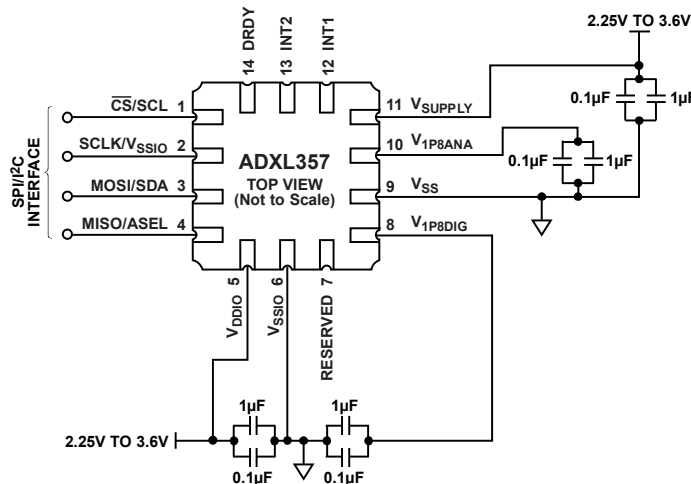 2.25V TO 3.6V
14 DRDY
13 INT2
12 INT1
0.1µF
1µF
SPI/I²C
INTERFACE
CS/SCL 1
SCLK/VSSIO 2
MOSI/SDA 3
MISO/ASEL 4
ADXL357
TOP VIEW
(Not to Scale)
11 VSUPPLY
10 V1P8ANA
0.1µF
1µF
9 VSS
8 V1P8DIG
VDDIO 5
VSSIO 6
RESERVED 7
1µF
1µF
2.25V TO 3.6V
0.1µF
0.1µF